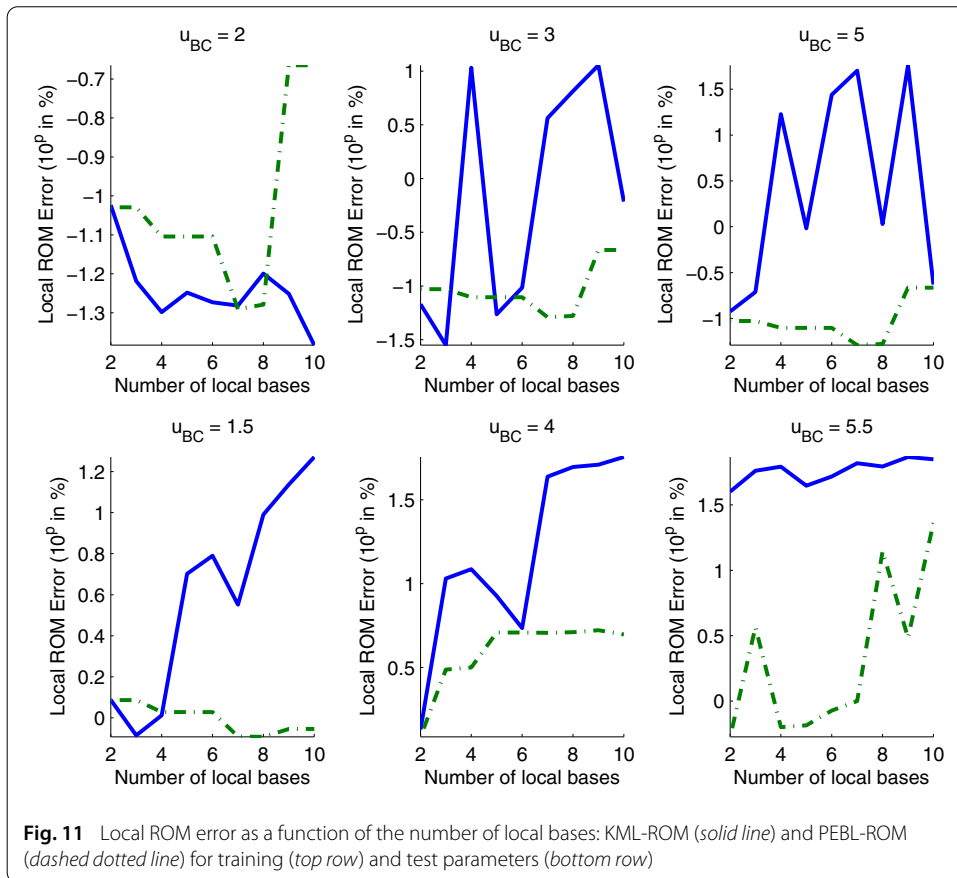 u_BC = 2
Local ROM Error (10^p in %)
−0.7
−0.8
−0.9
−1
−1.1
−1.2
−1.3
2 4 6 8 10
Number of local bases
u_BC = 3
Local ROM Error (10^p in %)
1
0.5
0
−0.5
−1
−1.5
2 4 6 8 10
Number of local bases
u_BC = 5
Local ROM Error (10^p in %)
1.5
1
0.5
0
−0.5
−1
2 4 6 8 10
Number of local bases
u_BC = 1.5
Local ROM Error (10^p in %)
1.2
1
0.8
0.6
0.4
0.2
0
2 4 6 8 10
Number of local bases
u_BC = 4
Local ROM Error (10^p in %)
1.5
1
0.5
2 4 6 8 10
Number of local bases
u_BC = 5.5
Local ROM Error (10^p in %)
1.5
1
0.5
0
2 4 6 8 10
Number of local bases
Fig. 11 Local ROM error as a function of the number of local bases: KML-ROM (solid line) and PEBL-ROM
(dashed dotted line) for training (top row) and test parameters (bottom row)